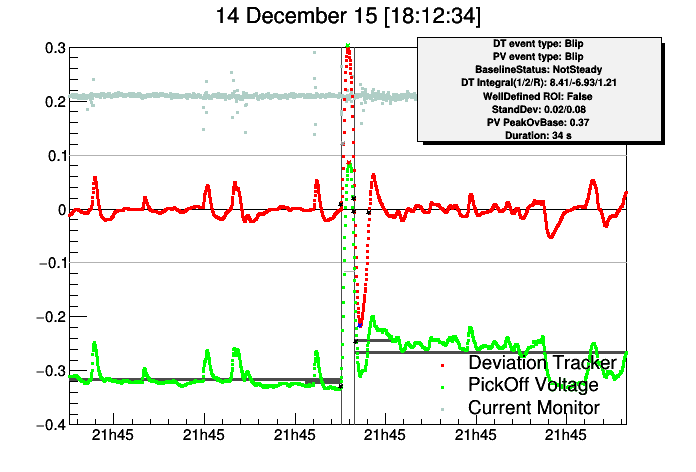 14 December 15 [18:12:34]
DT event type: Blip
PV event type: Blip
BaselineStatus: NotSteady
DT Integral(1/2/R): 8.41/-6.93/1.21
WellDefined ROI: False
StandDev: 0.02/0.08
PV PeakOvBase: 0.37
Duration: 34 s
0.3
0.2
0.1
0
−0.1
−0.2
−0.3
−0.4
Deviation Tracker
PickOff Voltage
Current Monitor
21h45 21h45 21h45 21h45 21h45 21h45